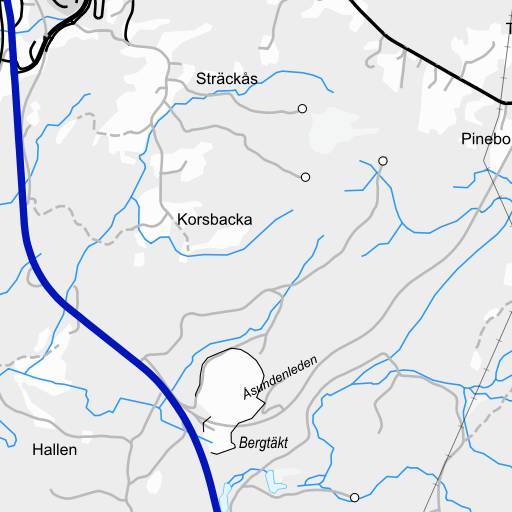 T
Sträckås
Pinebo
Korsbacka
Åsundenleden
Bergtäkt
Hallen